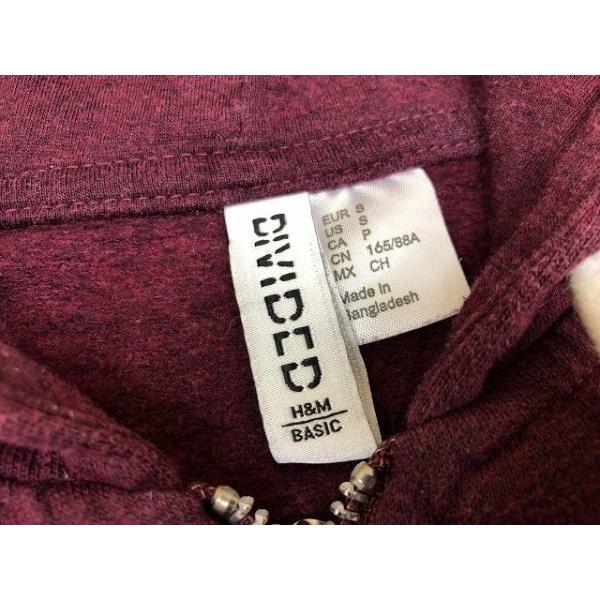 DIVIDED
H&M
BASIC
EUR S
US S
CA P
CN 165/88A
MX CH
Made in
Bangladesh